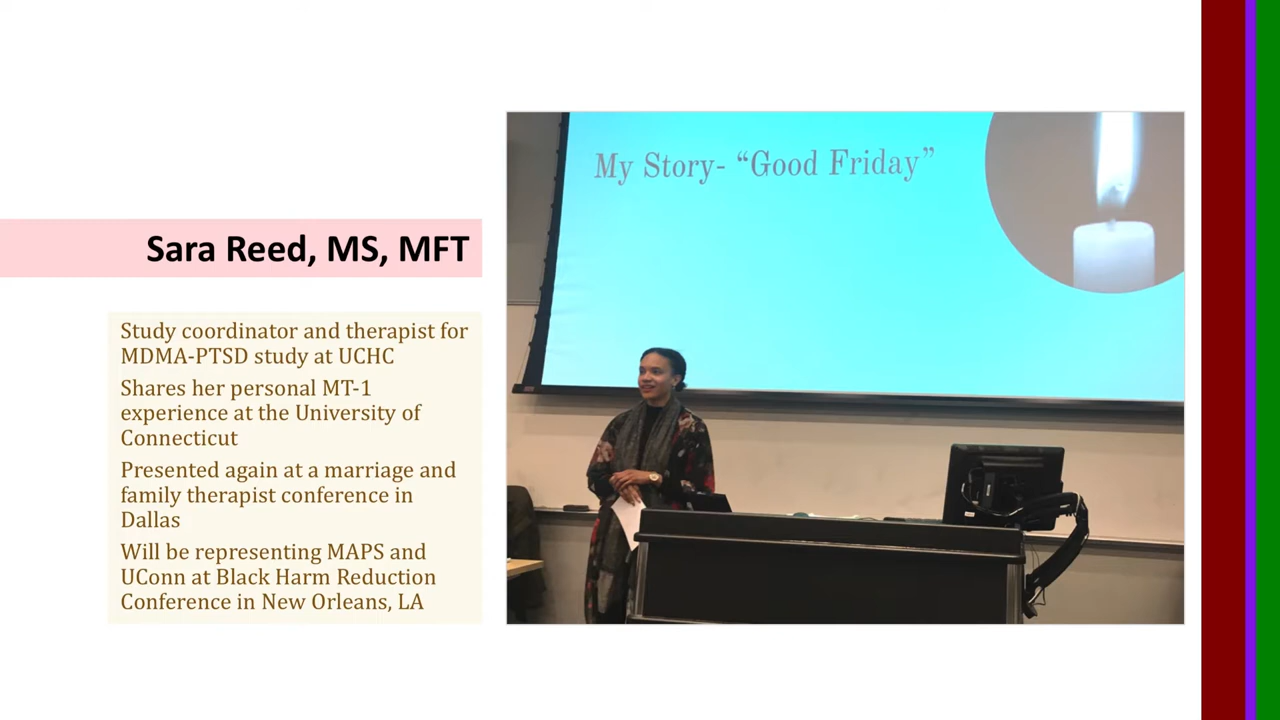 My Story- “Good Friday”
Sara Reed, MS, MFT
Study coordinator and therapist for
MDMA-PTSD study at UCHC
Shares her personal MT-1
experience at the University of
Connecticut
Presented again at a marriage and
family therapist conference in
Dallas
Will be representing MAPS and
UConn at Black Harm Reduction
Conference in New Orleans, LA